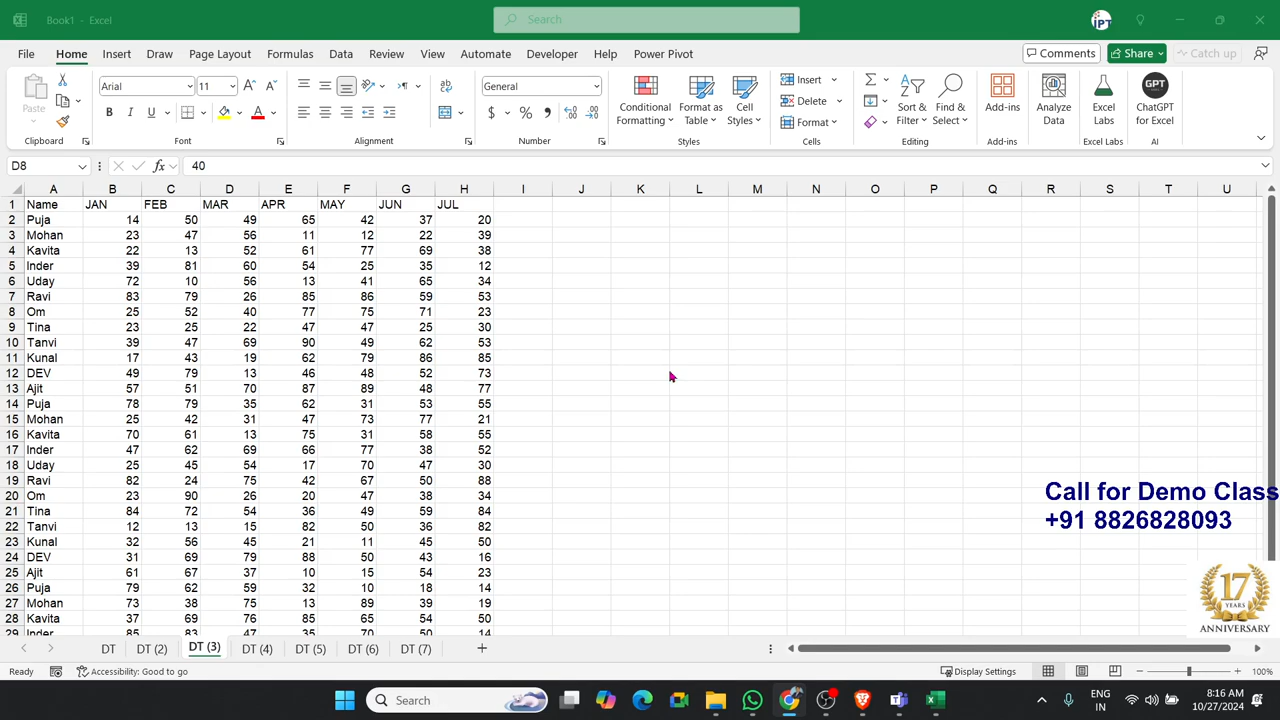 Book1 - Excel
Search
IPT
File Home Insert Draw Page Layout Formulas Data Review View Automate Developer Help Power Pivot
Comments Share Catch up
Paste Arial 11 B I U A ab General $ % Conditional Formatting Format as Table Cell Styles Insert Delete Format Sort & Filter Find & Select Add-ins Analyze Data Excel Labs GPT ChatGPT for Excel
Clipboard Font Alignment Number Styles Cells Editing Add-ins Excel Labs AI
D8 fx 40
A B C D E F G H I J K L M N O P Q R S T U
1 Name JAN FEB MAR APR MAY JUN JUL
2 Puja 14 50 49 65 42 37 20
3 Mohan 23 47 56 11 12 22 39
4 Kavita 22 13 52 61 77 69 38
5 Inder 39 81 60 54 25 35 12
6 Uday 72 10 56 13 41 65 34
7 Ravi 83 79 26 85 86 59 53
8 Om 25 52 40 77 75 71 23
9 Tina 23 25 22 47 47 25 30
10 Tanvi 39 47 69 90 49 62 53
11 Kunal 17 43 19 62 79 86 85
12 DEV 49 79 13 46 48 52 73
13 Ajit 57 51 70 87 89 48 77
14 Puja 78 79 35 62 31 53 55
15 Mohan 25 42 31 47 73 77 21
16 Kavita 70 61 13 75 31 58 55
17 Inder 47 62 69 66 77 38 52
18 Uday 25 45 54 17 70 47 30
19 Ravi 82 24 75 42 67 50 88
20 Om 23 90 26 20 47 38 34
21 Tina 84 72 54 36 49 59 84
22 Tanvi 12 13 15 82 50 36 82
23 Kunal 32 56 45 21 11 45 50
24 DEV 31 69 79 88 50 43 16
25 Ajit 61 67 37 10 15 54 23
26 Puja 79 62 59 32 10 18 14
27 Mohan 73 38 75 13 89 39 19
28 Kavita 37 69 76 85 65 54 50
29 Inder 85 83 47 35 70 50 14
Call for Demo Class
+91 8826828093
17
YEARS
ANNIVERSARY
DT DT (2) DT (3) DT (4) DT (5) DT (6) DT (7)
Ready Accessibility: Good to go Display Settings 100%
Search ENG IN 8:16 AM 10/27/2024